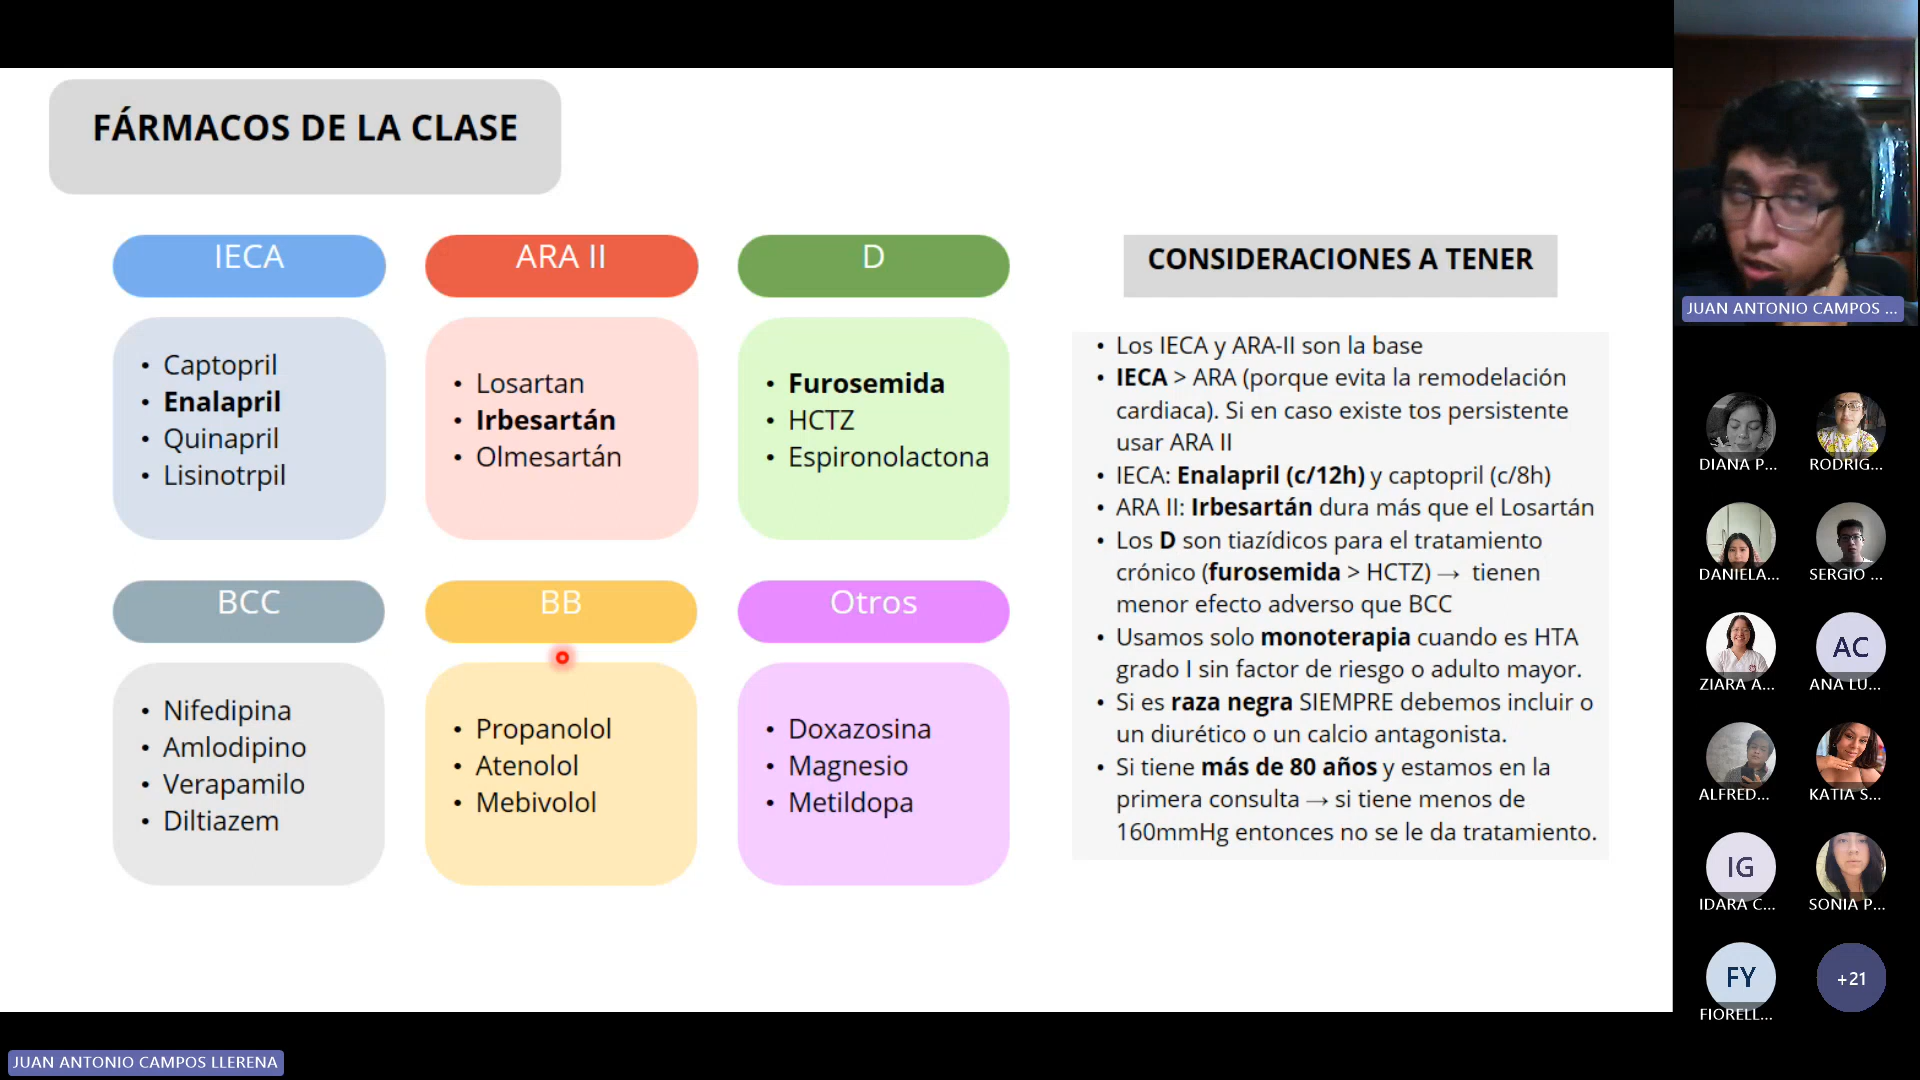 FÁRMACOS DE LA CLASE
IECA
ARA II
D
• Captopril
• Enalapril
• Quinapril
• Lisinotrpil
• Losartan
• Irbesartán
• Olmesartán
• Furosemida
• HCTZ
• Espironolactona
BCC
BB
Otros
• Nifedipina
• Amlodipino
• Verapamilo
• Diltiazem
• Propanolol
• Atenolol
• Mebivolol
• Doxazosina
• Magnesio
• Metildopa
CONSIDERACIONES A TENER
• Los IECA y ARA-II son la base
• IECA > ARA (porque evita la remodelación
cardiaca). Si en caso existe tos persistente
usar ARA II
• IECA: Enalapril (c/12h) y captopril (c/8h)
• ARA II: Irbesartán dura más que el Losartán
• Los D son tiazídicos para el tratamiento
crónico (furosemida > HCTZ) → tienen
menor efecto adverso que BCC
• Usamos solo monoterapia cuando es HTA
grado I sin factor de riesgo o adulto mayor.
• Si es raza negra SIEMPRE debemos incluir o
un diurético o un calcio antagonista.
• Si tiene más de 80 años y estamos en la
primera consulta → si tiene menos de
160mmHg entonces no se le da tratamiento.
JUAN ANTONIO CAMPOS ...
DIANA P...
RODRIG...
DANIELA...
SERGIO ...
ZIARA A...
AC
ANA LU...
ALFRED...
KATIA S...
IG
IDARA C...
SONIA P...
FY
FIORELL...
+21
JUAN ANTONIO CAMPOS LLERENA